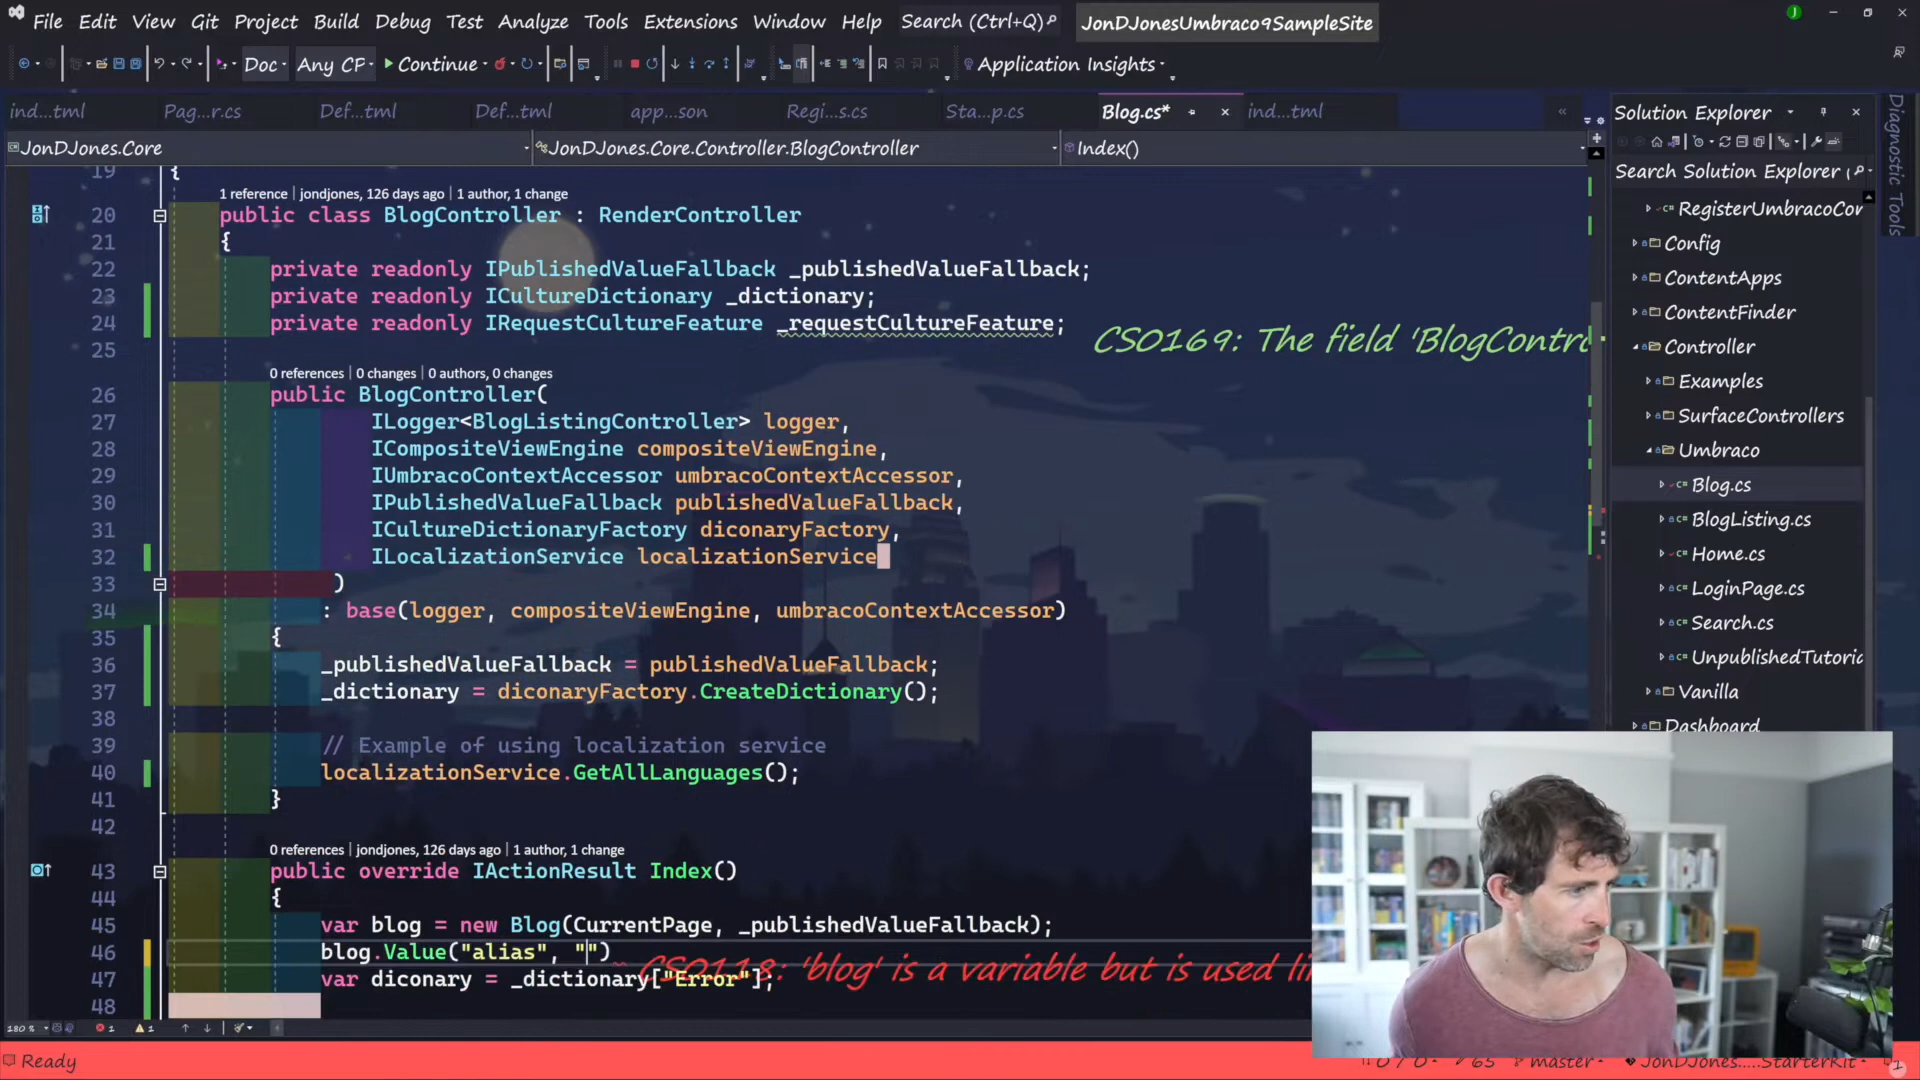 File Edit View Git Project Build Debug Test Analyze Tools Extensions Window Help Search (Ctrl+Q) JonDJonesUmbraco9SampleSite
Doc Any CF Continue Application Insights
ind...tml Pag...r.cs Def...tml Def...tml app...son Regi...s.cs Sta...p.cs Blog.cs* ind...tml
JonDJones.Core JonDJones.Core.Controller.BlogController Index()
19 {
1 reference | jondjones, 126 days ago | 1 author, 1 change
20 public class BlogController : RenderController
21 {
22 private readonly IPublishedValueFallback _publishedValueFallback;
23 private readonly ICultureDictionary _dictionary;
24 private readonly IRequestCultureFeature _requestCultureFeature;
CS0169: The field 'BlogContro
25
0 references | 0 changes | 0 authors, 0 changes
26 public BlogController(
27 ILogger<BlogListingController> logger,
28 ICompositeViewEngine compositeViewEngine,
29 IUmbracoContextAccessor umbracoContextAccessor,
30 IPublishedValueFallback publishedValueFallback,
31 ICultureDictionaryFactory diconaryFactory,
32 ILocalizationService localizationService
33 )
34 : base(logger, compositeViewEngine, umbracoContextAccessor)
35 {
36 _publishedValueFallback = publishedValueFallback;
37 _dictionary = diconaryFactory.CreateDictionary();
38
39 // Example of using localization service
40 localizationService.GetAllLanguages();
41 }
42
0 references | jondjones, 126 days ago | 1 author, 1 change
43 public override IActionResult Index()
44 {
45 var blog = new Blog(CurrentPage, _publishedValueFallback);
46 blog.Value("alias", "")
CS0118: 'blog' is a variable but is used li
47 var diconary = _dictionary["Error"];
48
180 % 1 1
Ready
master
Solution Explorer
Search Solution Explorer (
RegisterUmbracoCor
Config
ContentApps
ContentFinder
Controller
Examples
SurfaceControllers
Umbraco
Blog.cs
BlogListing.cs
Home.cs
LoginPage.cs
Search.cs
UnpublishedTutoric
Vanilla
Dashboard
Diagnostic Tools